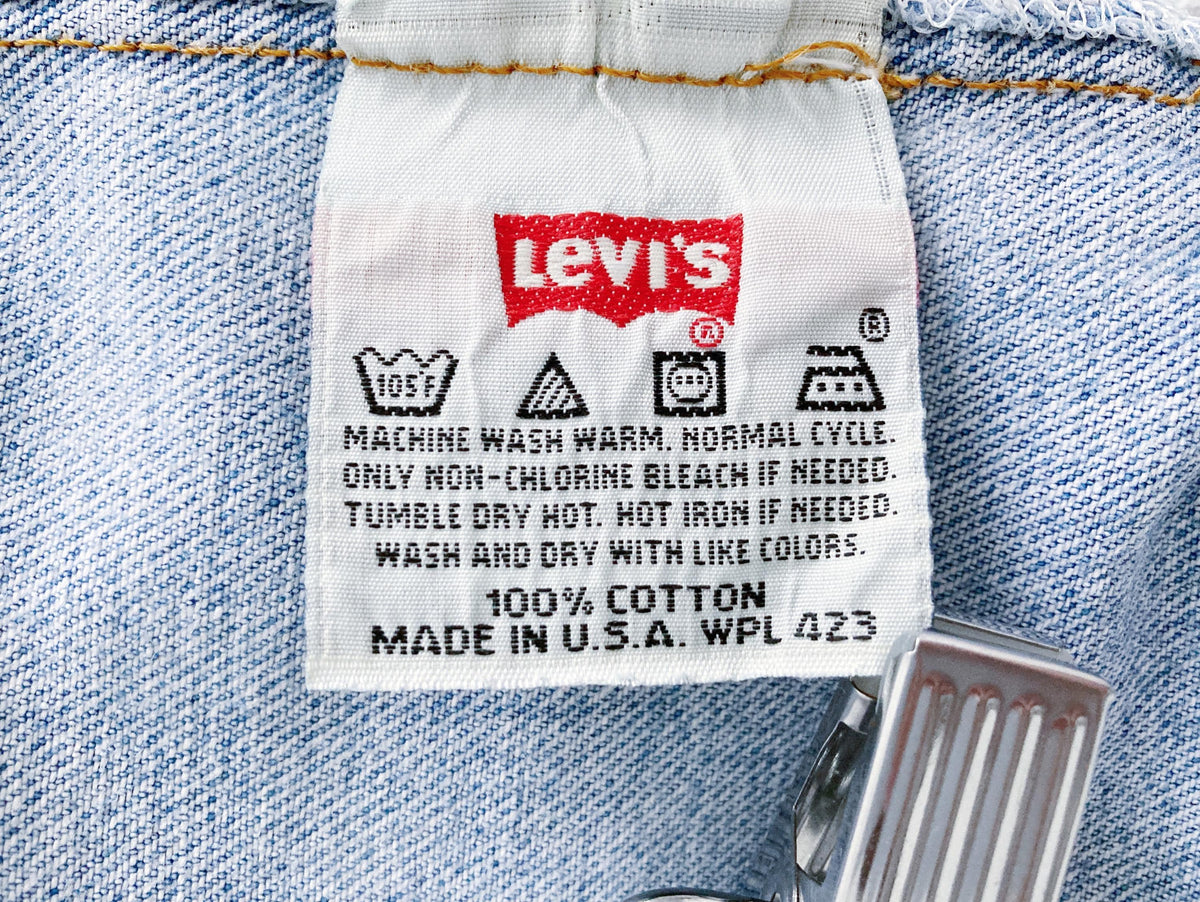 LEVI'S
®
®
105°F
MACHINE WASH WARM. NORMAL CYCLE.
ONLY NON-CHLORINE BLEACH IF NEEDED.
TUMBLE DRY HOT. HOT IRON IF NEEDED.
WASH AND DRY WITH LIKE COLORS.
100% COTTON
MADE IN U.S.A. WPL 423